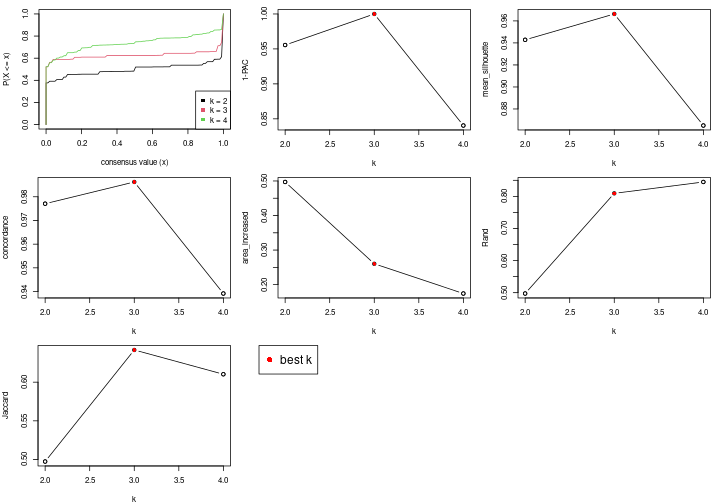 P(X <= x)
0.0 0.2 0.4 0.6 0.8 1.0
k = 2
k = 3
k = 4
0.0 0.2 0.4 0.6 0.8 1.0
consensus value (x)
1-PAC
0.85 0.90 0.95 1.00
2.0 2.5 3.0 3.5 4.0
k
mean_silhouette
0.88 0.90 0.92 0.94 0.96
2.0 2.5 3.0 3.5 4.0
k
concordance
0.94 0.95 0.96 0.97 0.98
2.0 2.5 3.0 3.5 4.0
k
area_increased
0.20 0.30 0.40 0.50
2.0 2.5 3.0 3.5 4.0
k
Rand
0.50 0.60 0.70 0.80
2.0 2.5 3.0 3.5 4.0
k
Jaccard
0.50 0.55 0.60
2.0 2.5 3.0 3.5 4.0
k
best k